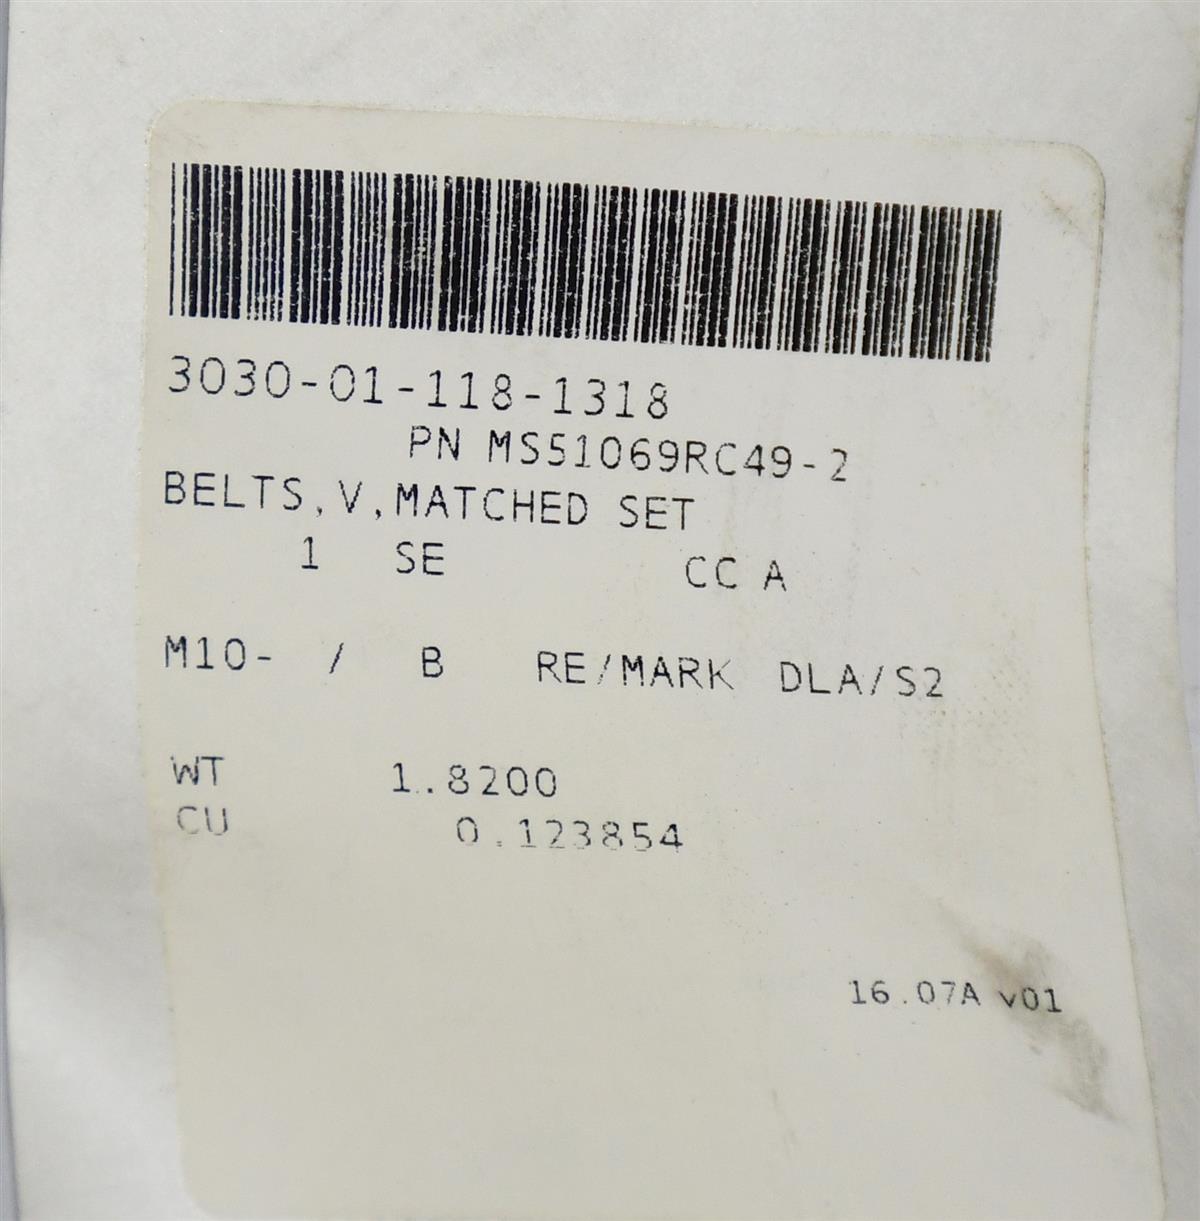 3030-01-118-1318
PN MS51069RC49-2
BELTS,V,MATCHED SET
1 SE CC A
M10- / B RE/MARK DLA/S2
WT 1.8200
CU 0.123854
16.07A v01